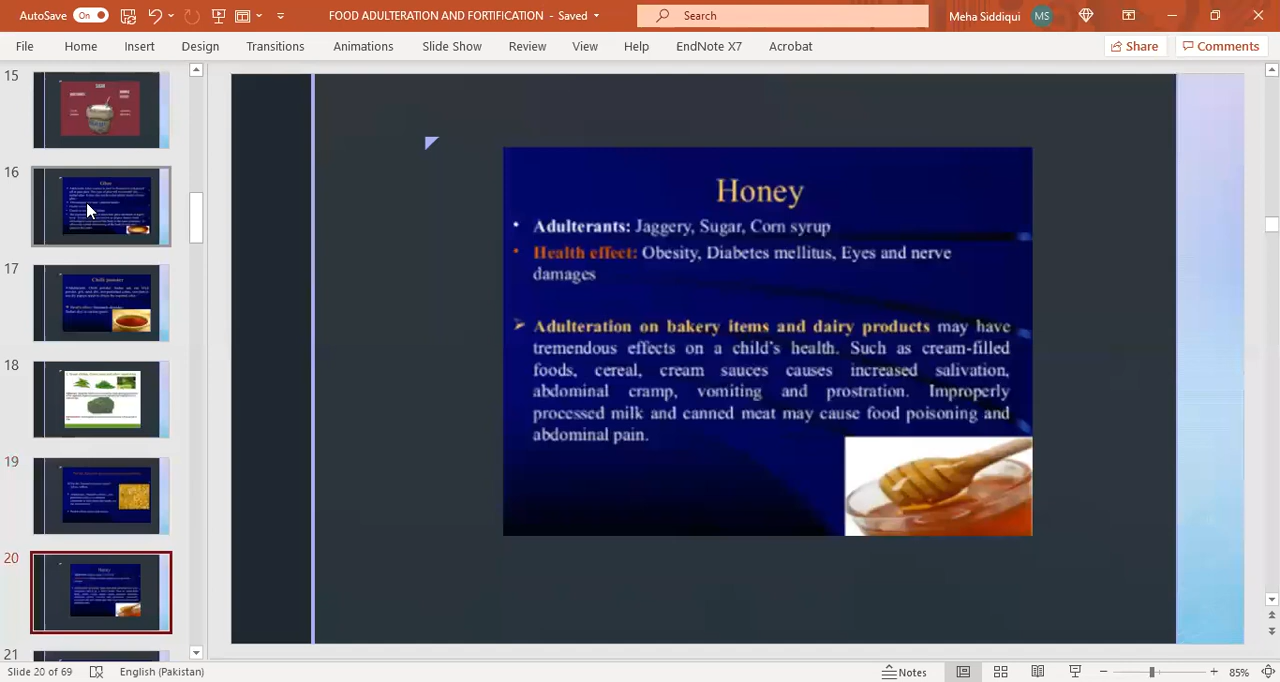 AutoSave On FOOD ADULTERATION AND FORTIFICATION - Saved Search Meha Siddiqui MS
File Home Insert Design Transitions Animations Slide Show Review View Help EndNote X7 Acrobat Share Comments
15
16
17
Chilli powder
18
19
20
Honey
21
Honey
• Adulterants: Jaggery, Sugar, Corn syrup
• Health effect: Obesity, Diabetes mellitus, Eyes and nerve
damages
➢ Adulteration on bakery items and dairy products may have
tremendous effects on a child's health. Such as cream-filled
foods, cereal, cream sauces causes increased salivation,
abdominal cramp, vomiting and prostration. Improperly
processed milk and canned meat may cause food poisoning and
abdominal pain.
Slide 20 of 69 English (Pakistan) Notes 85%